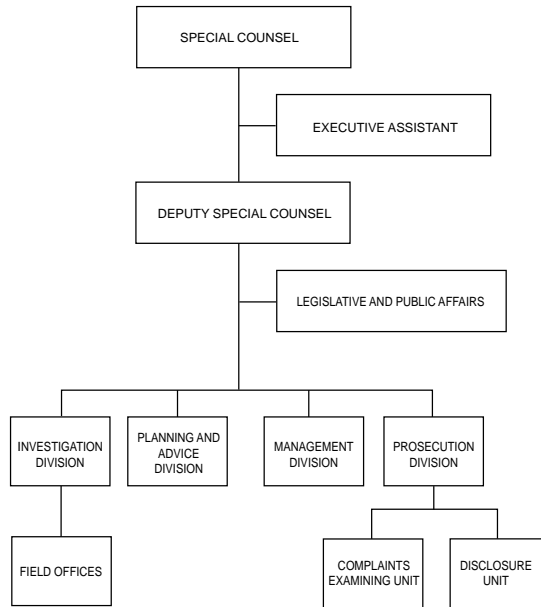 SPECIAL COUNSEL
EXECUTIVE ASSISTANT
DEPUTY SPECIAL COUNSEL
LEGISLATIVE AND PUBLIC AFFAIRS
INVESTIGATION
DIVISION
PLANNING AND
ADVICE
DIVISION
MANAGEMENT
DIVISION
PROSECUTION
DIVISION
FIELD OFFICES
COMPLAINTS
EXAMINING UNIT
DISCLOSURE
UNIT